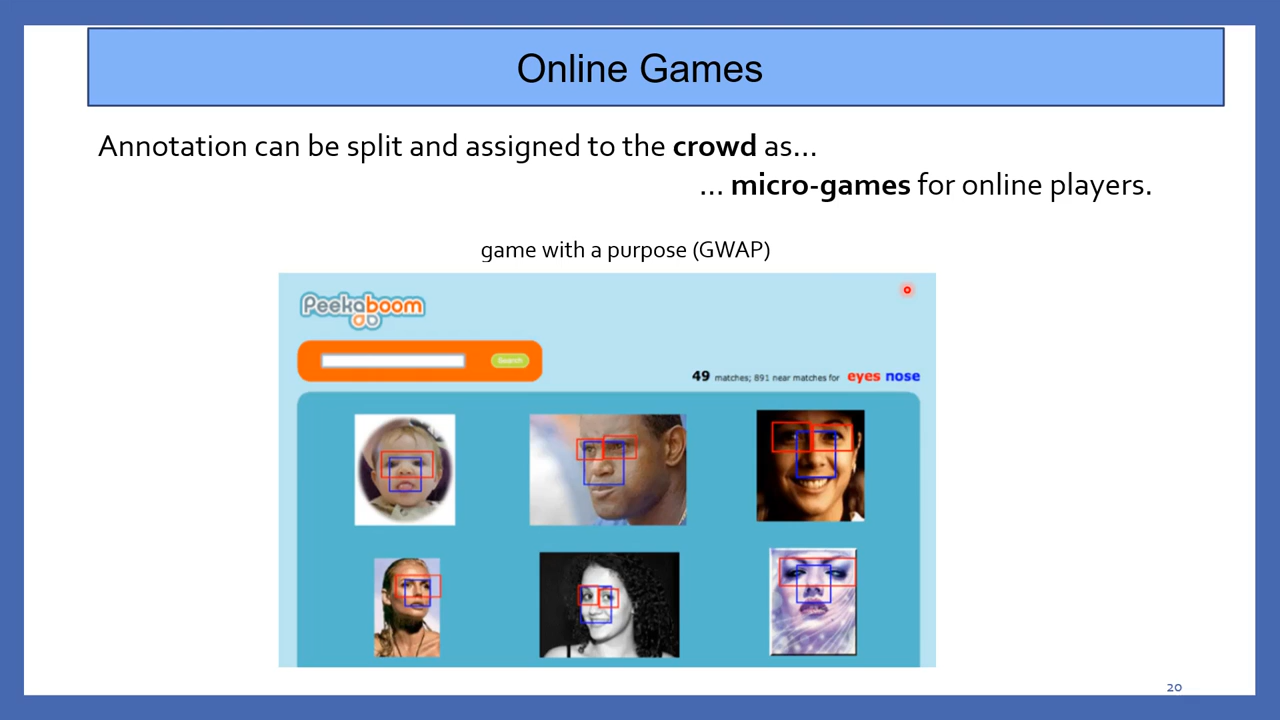 Online Games
Annotation can be split and assigned to the crowd as...
... micro-games for online players.
game with a purpose (GWAP)
Peekaboom
Search
49 matches; 891 near matches for eyes nose
20